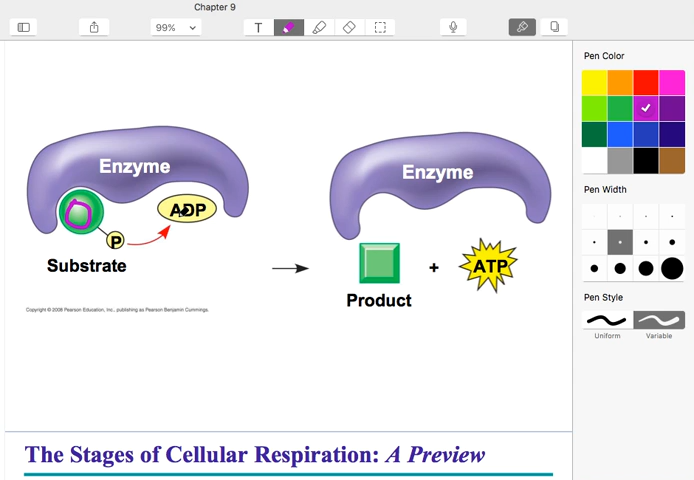 Chapter 9
99%
T
Pen Color
Enzyme
Enzyme
ADP
P
Substrate
Product
+
ATP
Copyright © 2008 Pearson Education, Inc., publishing as Pearson Benjamin Cummings.
Pen Width
Pen Style
Uniform
Variable
The Stages of Cellular Respiration: A Preview